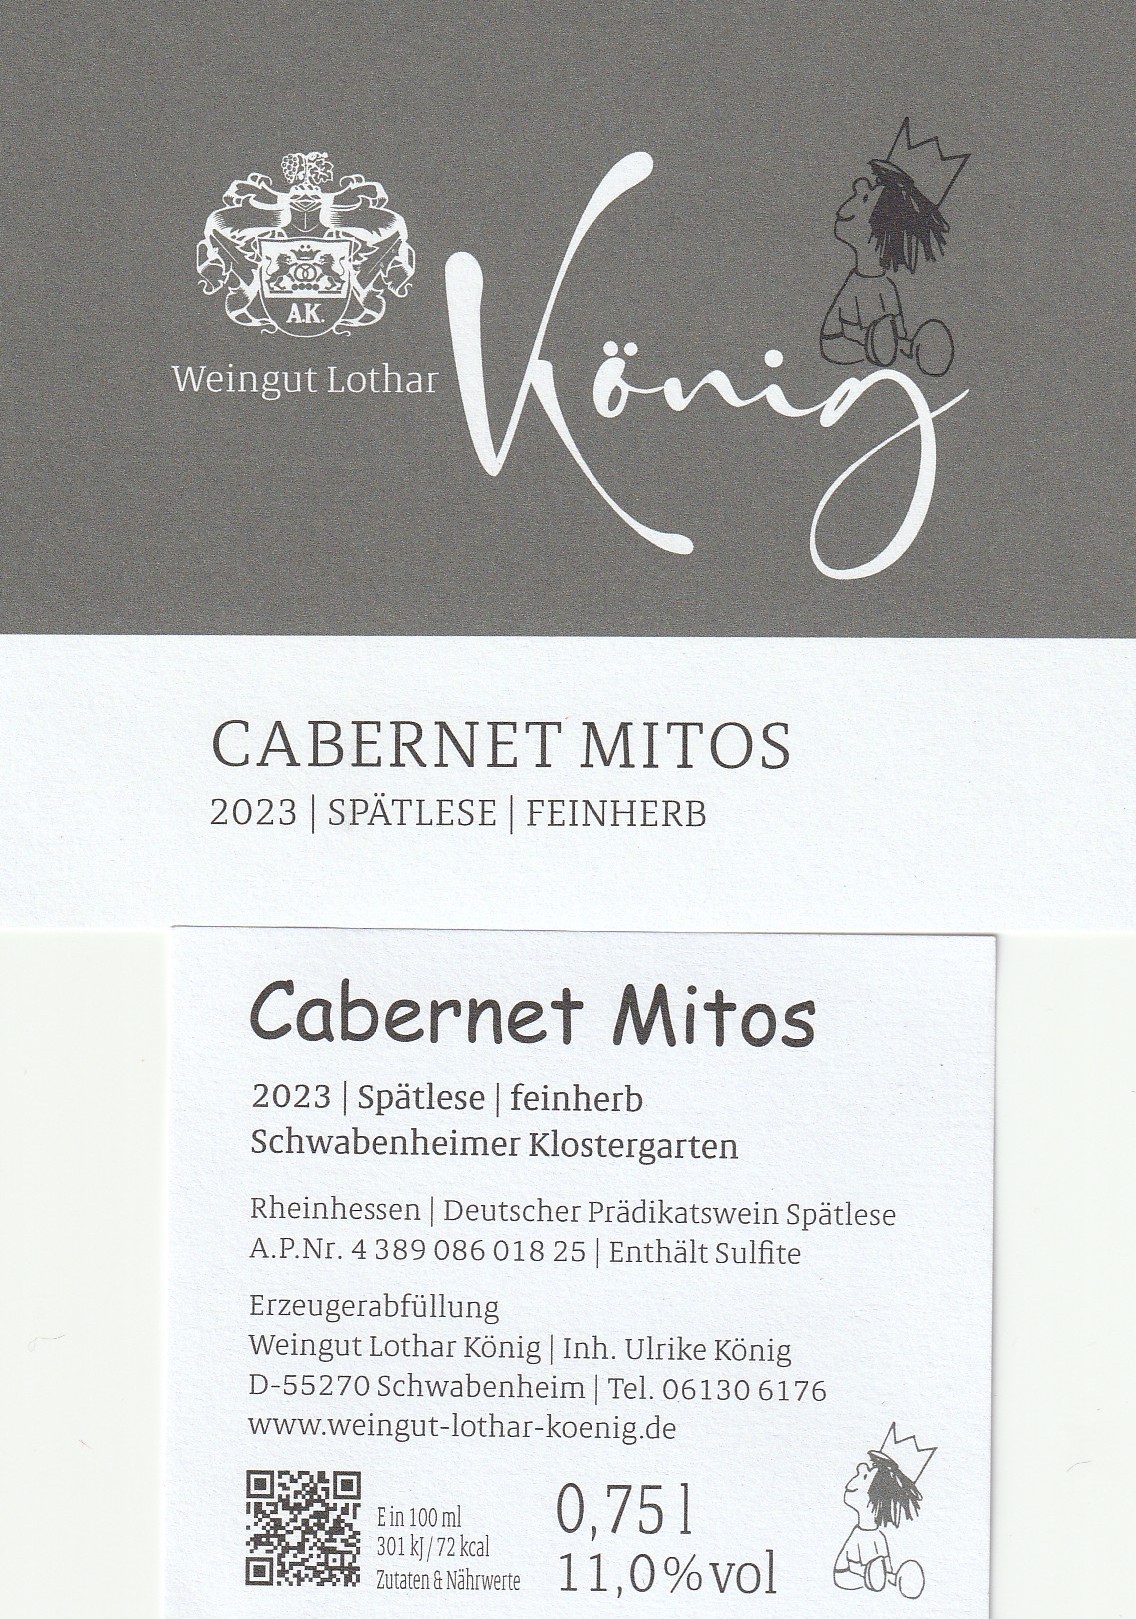 A.K.
Weingut Lothar König
CABERNET MITOS
2023 | SPÄTLESE | FEINHERB
Cabernet Mitos
2023 | Spätlese | feinherb
Schwabenheimer Klostergarten
Rheinhessen | Deutscher Prädikatswein Spätlese
A.P.Nr. 4 389 086 018 25 | Enthält Sulfite
Erzeugerabfüllung
Weingut Lothar König | Inh. Ulrike König
D-55270 Schwabenheim | Tel. 06130 6176
www.weingut-lothar-koenig.de
E in 100 ml
301 kJ / 72 kcal
Zutaten & Nährwerte
0,75 l
11,0 % vol